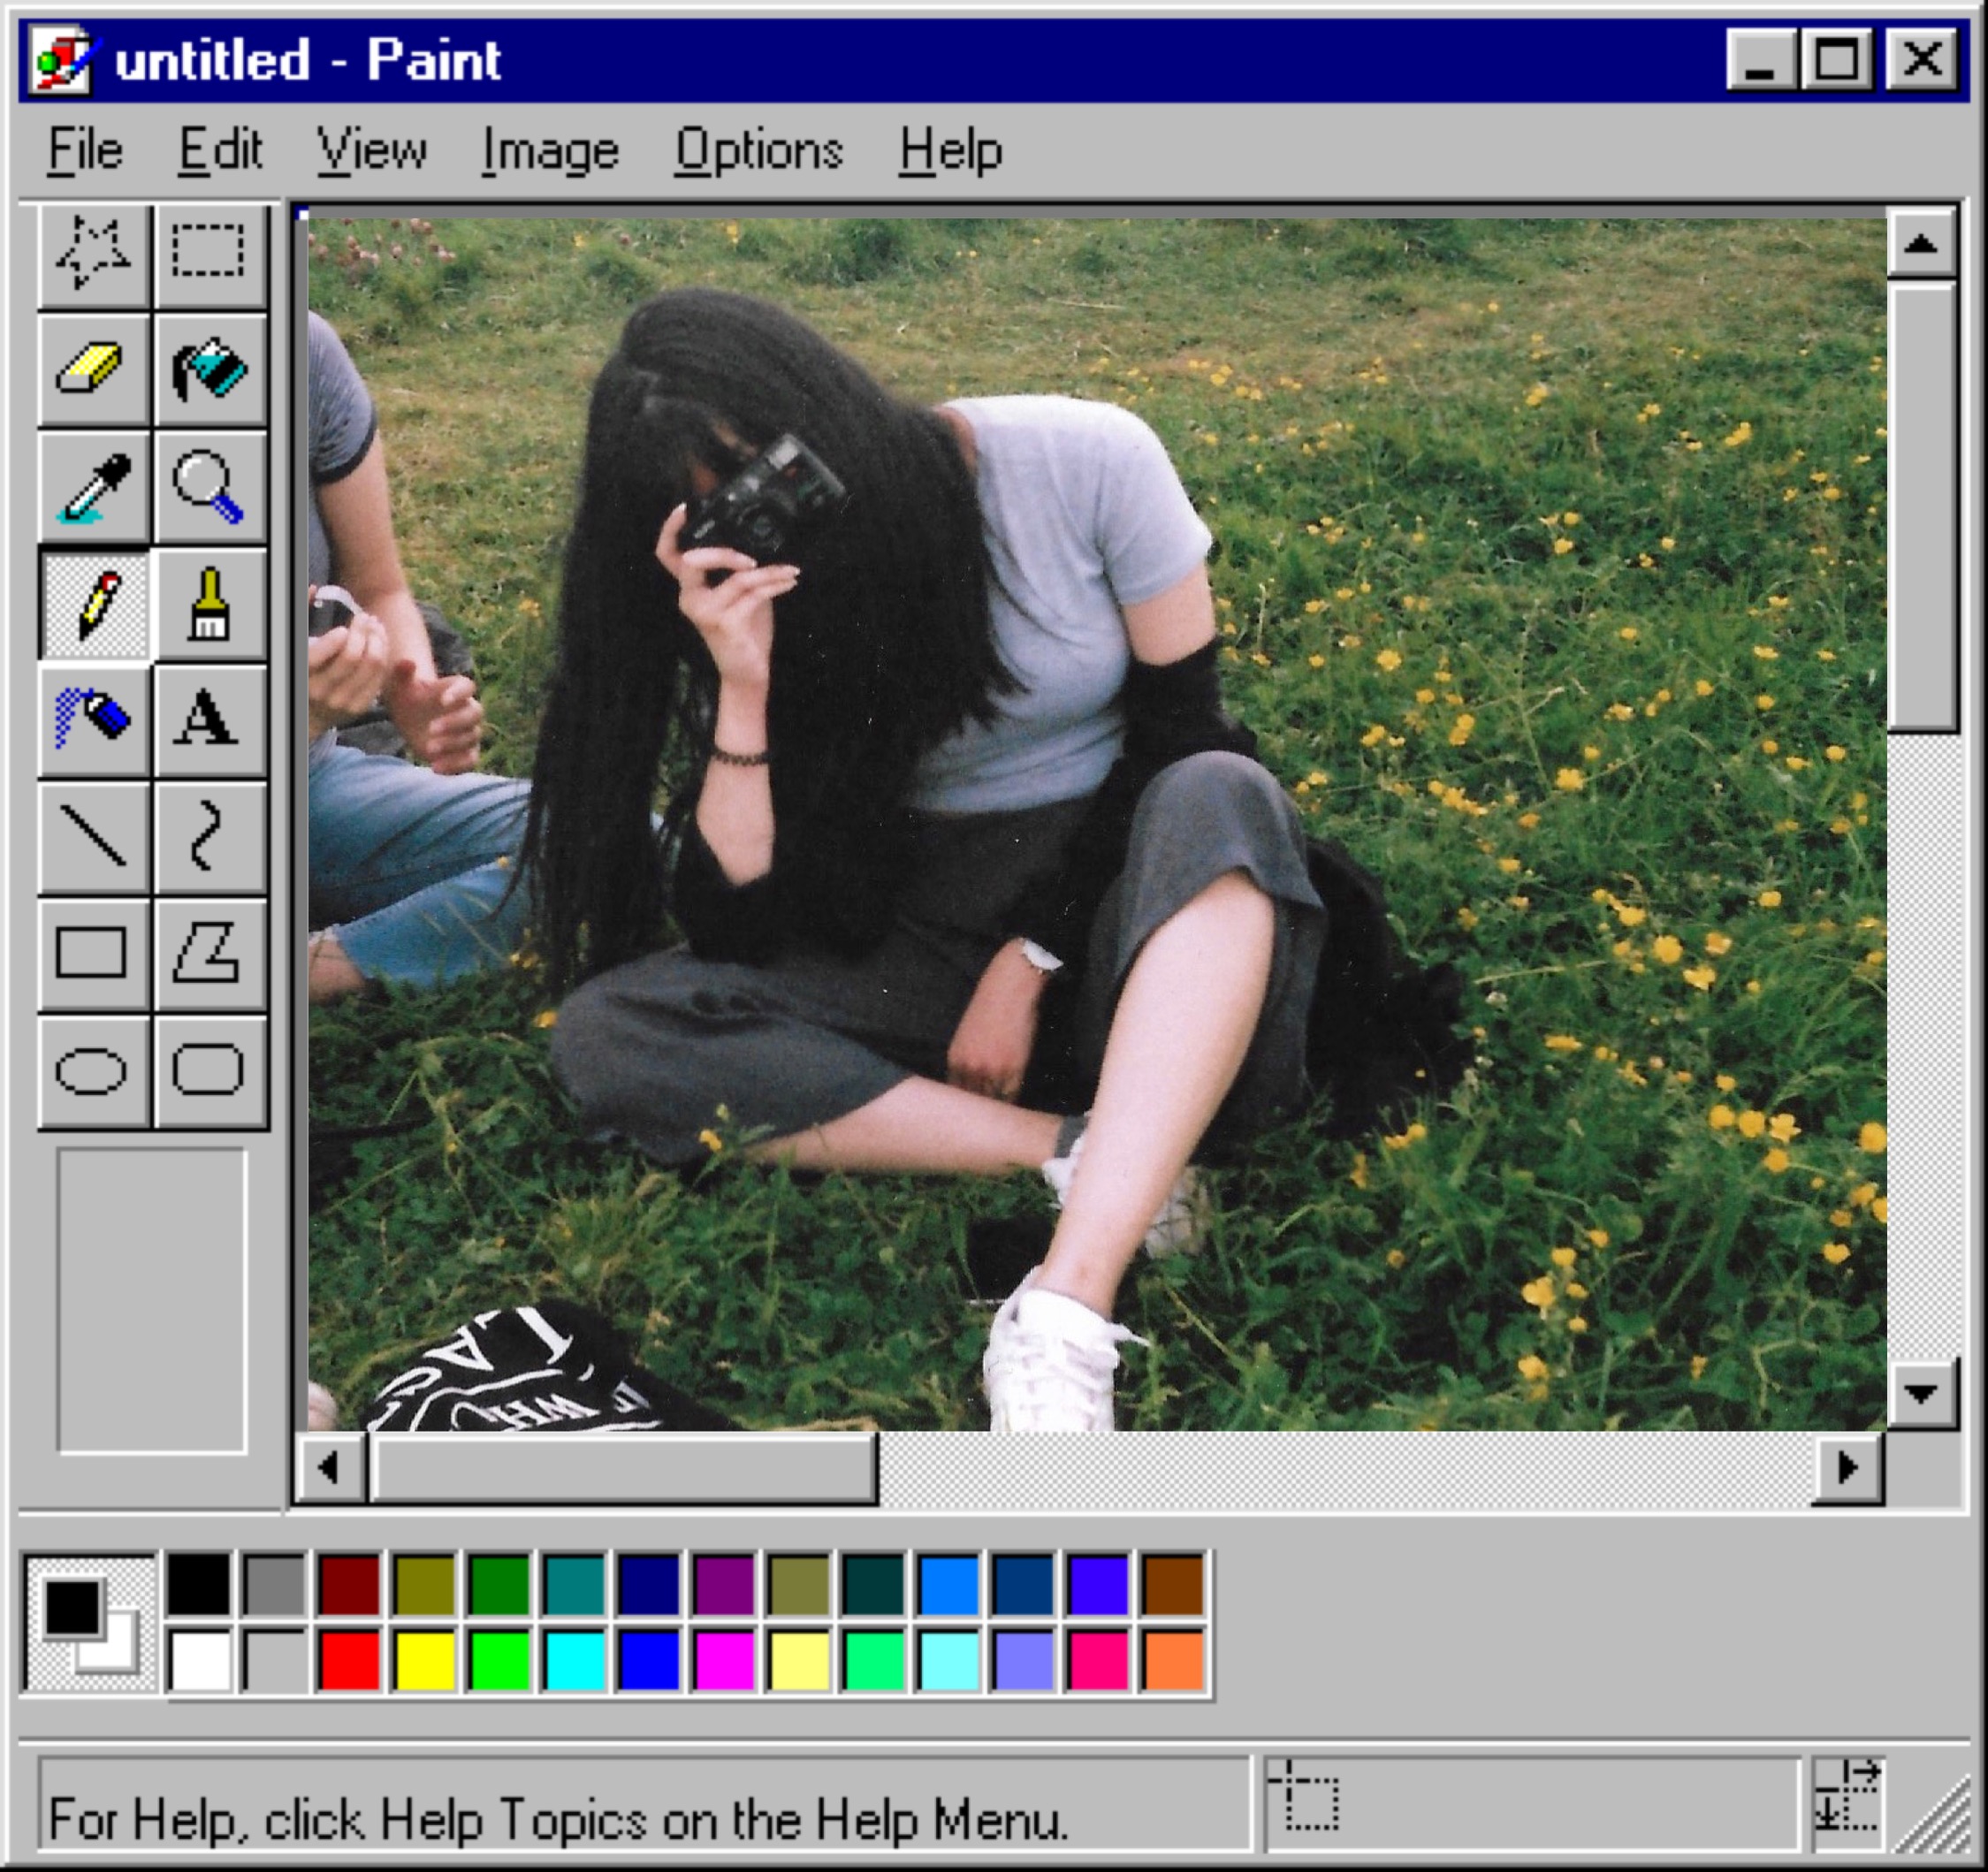 untitled - Paint
File Edit View Image Options Help
A
For Help, click Help Topics on the Help Menu.